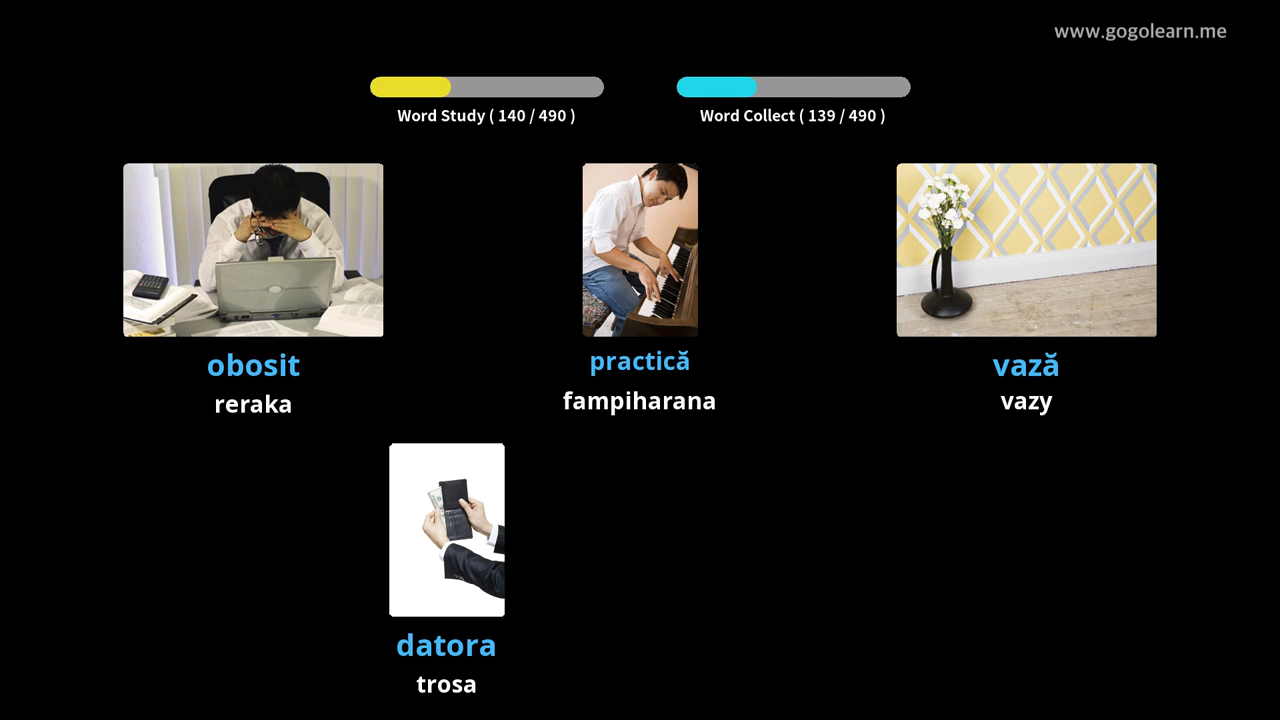 www.gogolearn.me
Word Study ( 140 / 490 )
Word Collect ( 139 / 490 )
obosit
reraka
practică
fampiharana
vază
vazy
datora
trosa